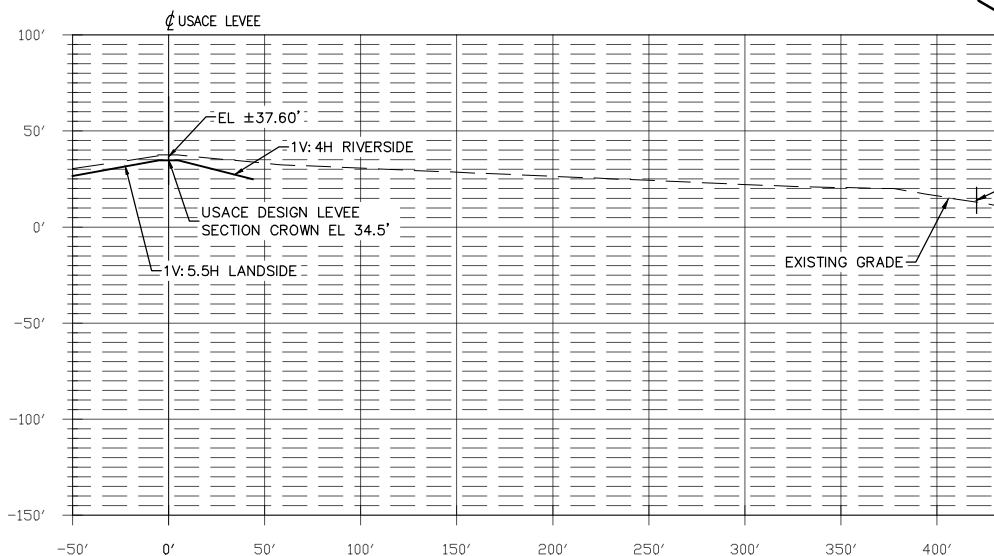 ℄ USACE LEVEE
100'
50'
0'
-50'
-100'
-150'
EL ±37.60'
1V:4H RIVERSIDE
USACE DESIGN LEVEE
SECTION CROWN EL 34.5'
1V:5.5H LANDSIDE
EXISTING GRADE
-50'
0'
50'
100'
150'
200'
250'
300'
350'
400'